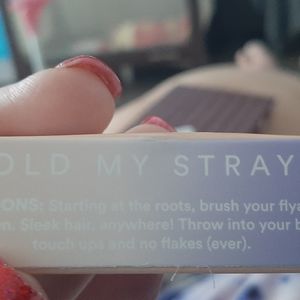 OLD MY STRAY
ONS: Starting at the roots, brush your flya
en. Sleek hair, anywhere! Throw into your b
touch ups and no flakes (ever).